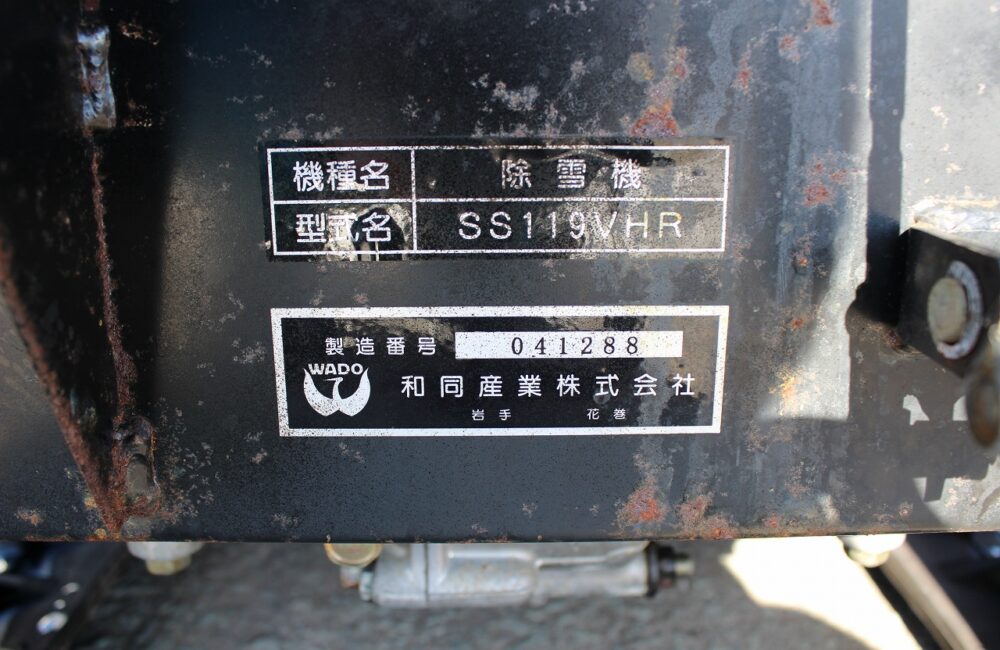 機種名 除雪機
型式名 SS119VHR
製造番号 041288
WADO
和同産業株式会社
岩手 花巻